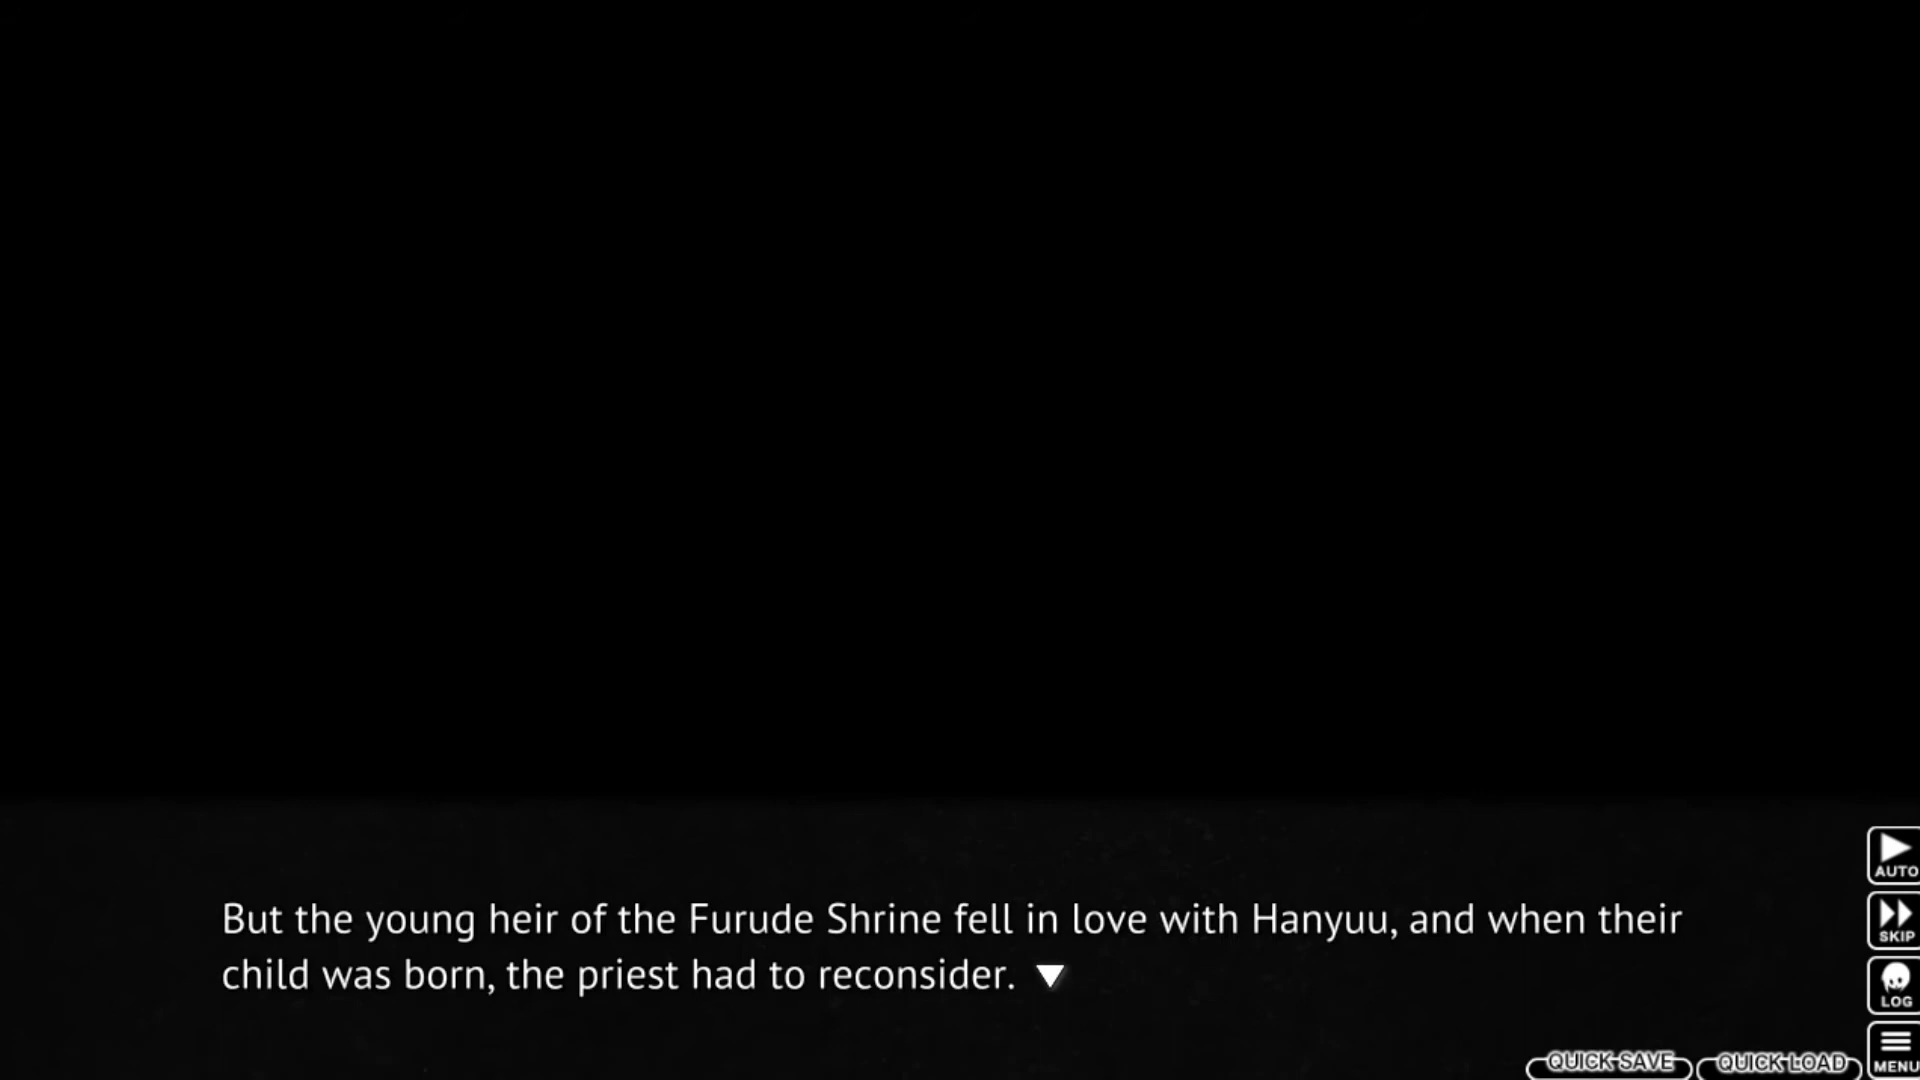 But the young heir of the Furude Shrine fell in love with Hanyuu, and when their
child was born, the priest had to reconsider.
AUTO
SKIP
LOG
MENU
QUICK SAVE QUICK LOAD